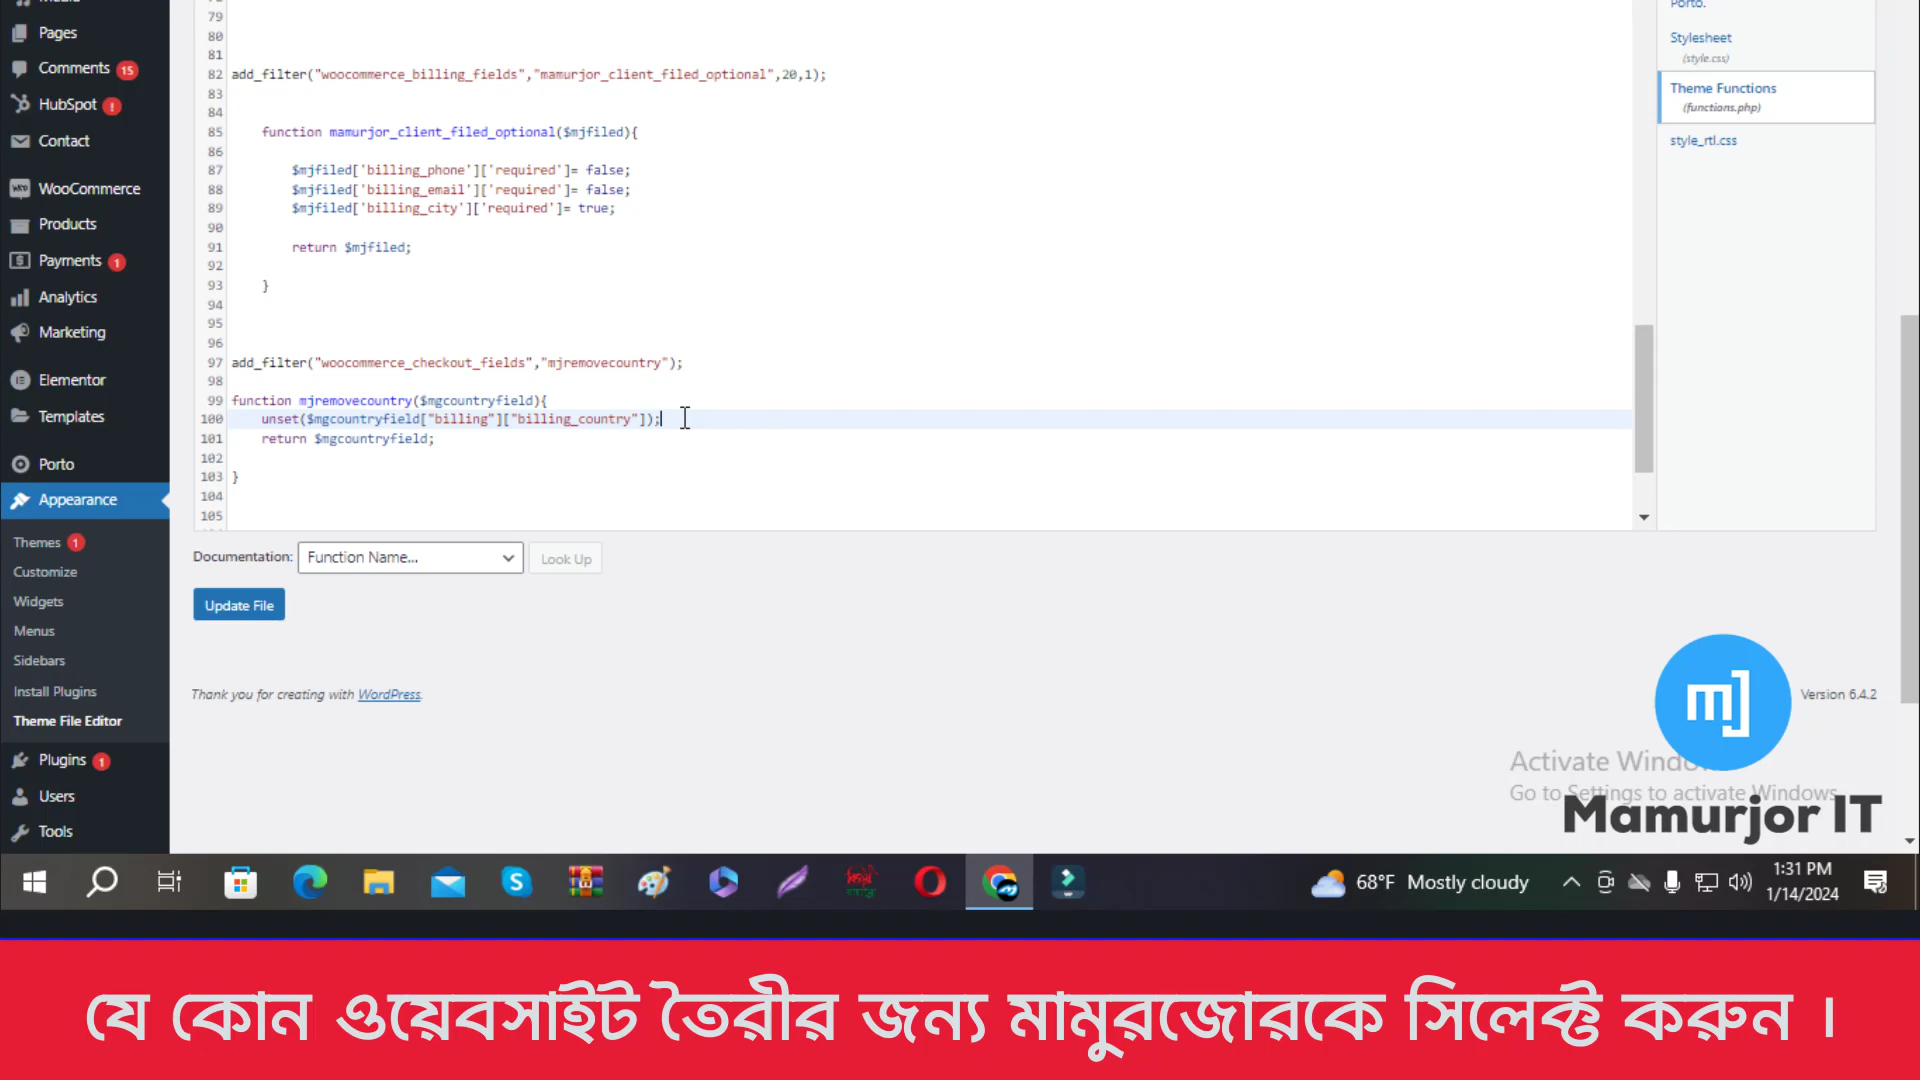 Pages
Comments 15
HubSpot !
Contact
WooCommerce
Products
Payments 1
Analytics
Marketing
Elementor
Templates
Porto
Appearance
Themes 1
Customize
Widgets
Menus
Sidebars
Install Plugins
Theme File Editor
Plugins 1
Users
Tools
79
80
81
82 add_filter("woocommerce_billing_fields","mamurjor_client_filed_optional",20,1);
83
84
85 function mamurjor_client_filed_optional($mjfiled){
86
87 $mjfiled['billing_phone']['required']= false;
88 $mjfiled['billing_email']['required']= false;
89 $mjfiled['billing_city']['required']= true;
90
91 return $mjfiled;
92
93 }
94
95
96
97 add_filter("woocommerce_checkout_fields","mjremovecountry");
98
99 function mjremovecountry($mgcountryfield){
100 unset($mgcountryfield["billing"]["billing_country"]);
101 return $mgcountryfield;
102
103 }
104
105
Porto.
Stylesheet
(style.css)
Theme Functions
(functions.php)
style_rtl.css
Documentation: Function Name... Look Up
Update File
Thank you for creating with WordPress.
Version 6.4.2
mj
Activate Windo
Go to Settings to activate Windows.
Mamurjor IT
68°F Mostly cloudy
1:31 PM
1/14/2024
যে কোন ওয়েবসাইট তৈরীর জন্য মামুরজোরকে সিলেক্ট করুন ।